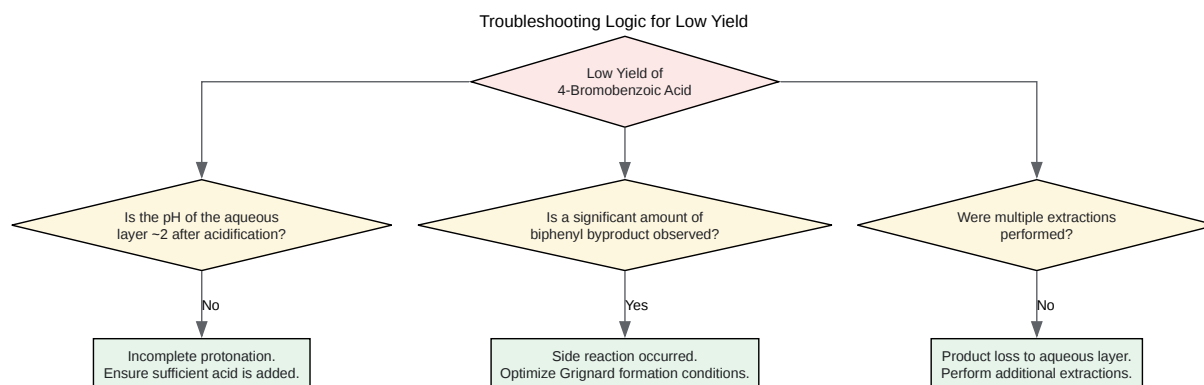 Troubleshooting Logic for Low Yield
Low Yield of
4-Bromobenzoic Acid
Is the pH of the aqueous
layer ~2 after acidification?
Is a significant amount of
biphenyl byproduct observed?
Were multiple extractions
performed?
No
Yes
No
Incomplete protonation.
Ensure sufficient acid is added.
Side reaction occurred.
Optimize Grignard formation conditions.
Product loss to aqueous layer.
Perform additional extractions.